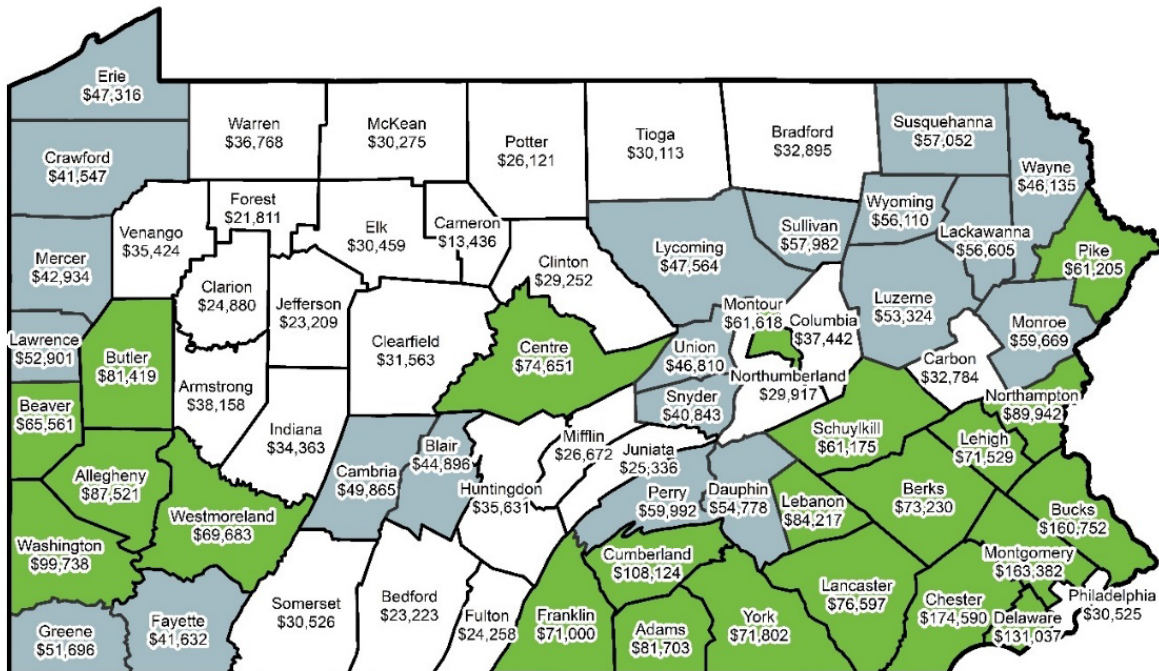 Erie
$47,316
Warren
$36,768
McKean
$30,275
Potter
$26,121
Tioga
$30,113
Bradford
$32,895
Susquehanna
$57,052
Wayne
$46,135
Crawford
$41,547
Forest
$21,811
Venango
$35,424
Elk
$30,459
Cameron
$13,436
Sullivan
$57,982
Wyoming
$56,110
Lackawanna
$56,605
Pike
$61,205
Mercer
$42,934
Clarion
$24,880
Clinton
$29,252
Lycoming
$47,564
Jefferson
$23,209
Montour
$61,618
Columbia
$37,442
Luzerne
$53,324
Monroe
$59,669
Lawrence
$52,901
Butler
$81,419
Clearfield
$31,563
Centre
$74,651
Union
$46,810
Carbon
$32,784
Armstrong
$38,158
Northumberland
$29,917
Northampton
$89,942
Beaver
$65,561
Snyder
$40,843
Indiana
$34,363
Mifflin
$26,672
Juniata
$25,336
Schuylkill
$61,175
Lehigh
$71,529
Blair
$44,896
Allegheny
$87,521
Cambria
$49,865
Huntingdon
$35,631
Perry
$59,992
Dauphin
$54,778
Lebanon
$84,217
Berks
$73,230
Bucks
$160,752
Westmoreland
$69,683
Washington
$99,738
Cumberland
$108,124
Montgomery
$163,382
Lancaster
$76,597
Philadelphia
$30,525
Somerset
$30,526
Bedford
$23,223
Fulton
$24,258
Franklin
$71,000
Adams
$81,703
York
$71,802
Chester
$174,590
Delaware
$131,037
Greene
$51,696
Fayette
$41,632